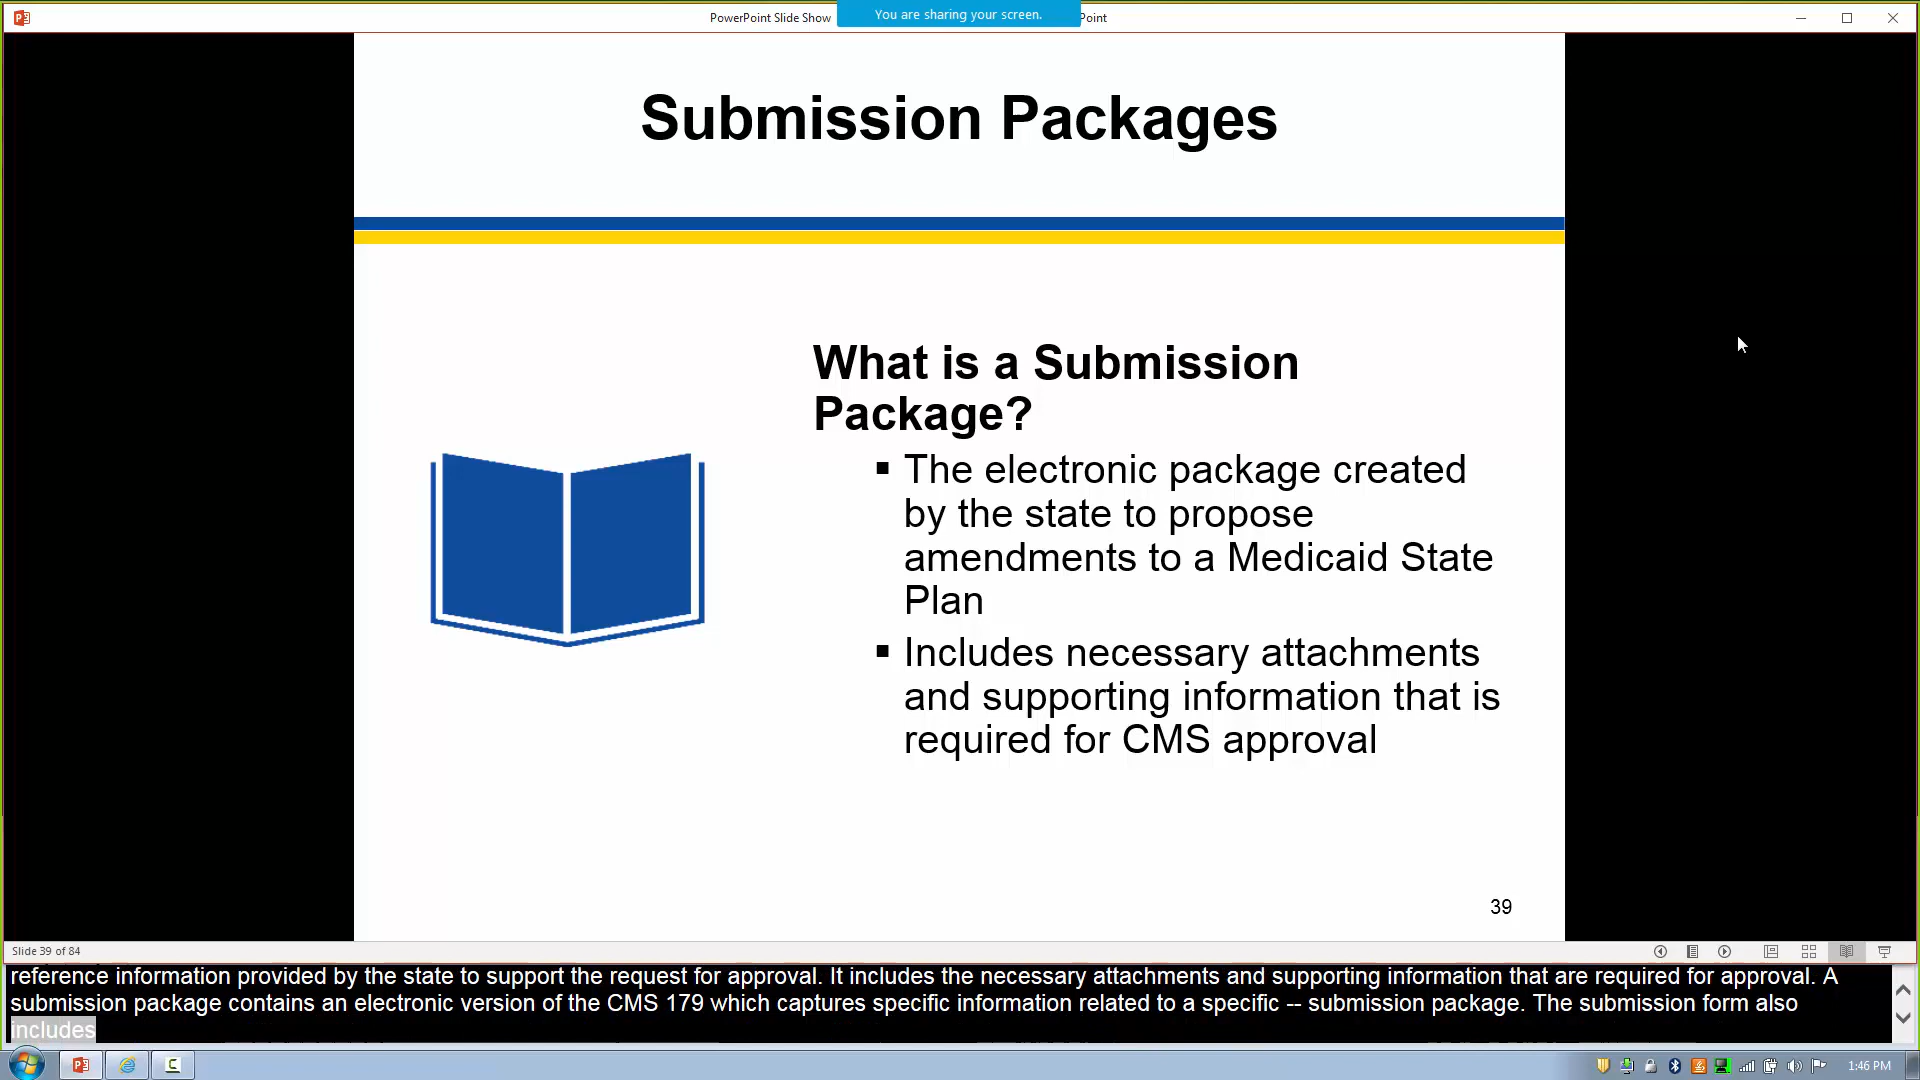 PowerPoint Slide Show
You are sharing your screen.
Point
Submission Packages
What is a Submission
Package?
▪ The electronic package created
by the state to propose
amendments to a Medicaid State
Plan
▪ Includes necessary attachments
and supporting information that is
required for CMS approval
39
Slide 39 of 84
reference information provided by the state to support the request for approval. It includes the necessary attachments and supporting information that are required for approval. A
submission package contains an electronic version of the CMS 179 which captures specific information related to a specific -- submission package. The submission form also
includes
1:46 PM